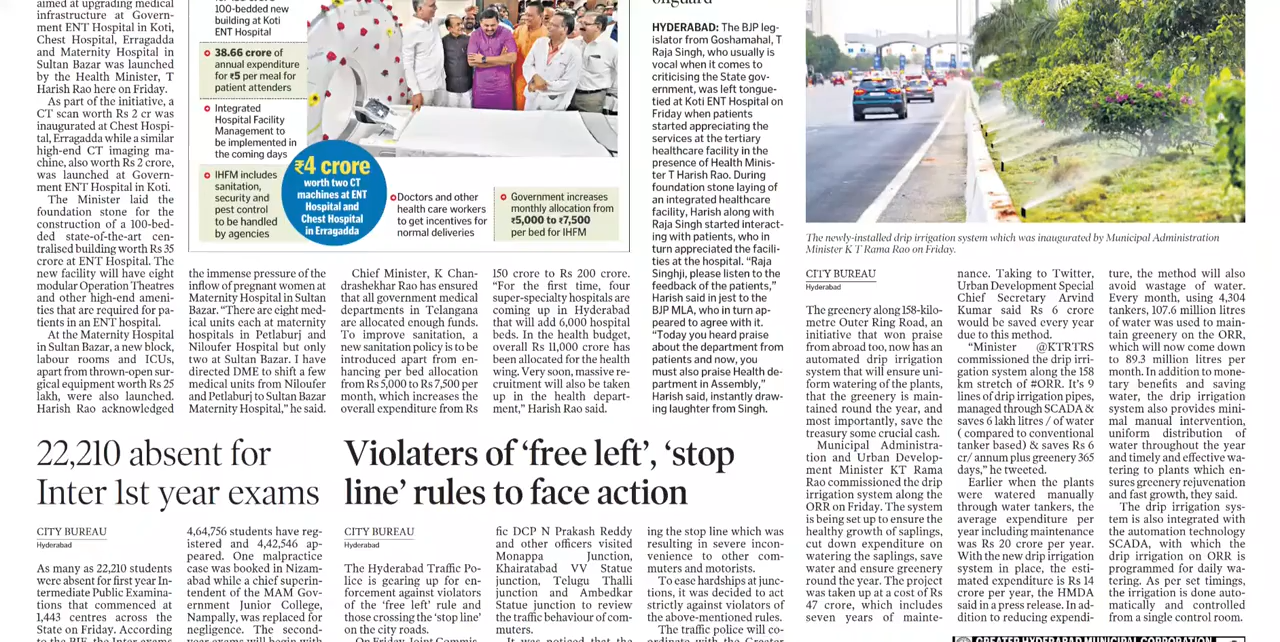 aimed at upgrading medical
infrastructure at Govern-
ment ENT Hospital in Koti,
Chest Hospital, Erragadda
and Maternity Hospital in
Sultan Bazar was launched
by the Health Minister, T
Harish Rao here on Friday.
As part of the initiative, a
CT scan worth Rs 2 cr was
inaugurated at Chest Hospi-
tal, Erragadda while a similar
high-end CT imaging ma-
chine, also worth Rs 2 crore,
was launched at Govern-
ment ENT Hospital in Koti.
The Minister laid the
foundation stone for the
construction of a 100-bed-
ded state-of-the-art cen-
tralised building worth Rs 35
crore at ENT Hospital. The
new facility will have eight
modular Operation Theatres
and other high-end ameni-
ties that are required for pa-
tients in an ENT hospital.
At the Maternity Hospital
in Sultan Bazar, a new block,
labour rooms and ICUs,
apart from thrown-open sur-
gical equipment worth Rs 25
lakh, were also launched.
Harish Rao acknowledged
100-bedded new
building at Koti
ENT Hospital
38.66 crore of
annual expenditure
for ₹5 per meal for
patient attenders
Integrated
Hospital Facility
Management to
be implemented in
the coming days
IHFM includes
sanitation,
security and
pest control
to be handled
by agencies
₹4 crore
worth two CT
machines at ENT
Hospital and
Chest Hospital
in Erragadda
Doctors and other
health care workers
to get incentives for
normal deliveries
Government increases
monthly allocation from
₹5,000 to ₹7,500
per bed for IHFM
the immense pressure of the
inflow of pregnant women at
Maternity Hospital in Sultan
Bazar. “There are eight med-
ical units each at maternity
hospitals in Petlaburj and
Niloufer Hospital but only
two at Sultan Bazar. I have
directed DME to shift a few
medical units from Niloufer
and Petlaburj to Sultan Bazar
Maternity Hospital,” he said.
Chief Minister, K Chan-
drashekhar Rao has ensured
that all government medical
departments in Telangana
are allocated enough funds.
To improve sanitation, a
new sanitation policy is to be
introduced apart from en-
hancing per bed allocation
from Rs 5,000 to Rs 7,500 per
month, which increases the
overall expenditure from Rs
150 crore to Rs 200 crore.
“For the first time, four
super-specialty hospitals are
coming up in Hyderabad
that will add 6,000 hospital
beds. In the health budget,
overall Rs 11,000 crore has
been allocated for the health
wing. Very soon, massive re-
cruitment will also be taken
up in the health depart-
ment,” Harish Rao said.
HYDERABAD: The BJP leg-
islator from Goshamahal, T
Raja Singh, who usually is
vocal when it comes to
criticising the State gov-
ernment, was left tongue-
tied at Koti ENT Hospital on
Friday when patients
started appreciating the
services at the tertiary
healthcare facility in the
presence of Health Minis-
ter T Harish Rao. During
foundation stone laying of
an integrated healthcare
facility, Harish along with
Raja Singh started interact-
ing with patients, who in
turn appreciated the facili-
ties at the hospital. “Raja
Singhji, please listen to the
feedback of the patients,”
Harish said in jest to the
BJP MLA, who in turn ap-
peared to agree with it.
“Today you heard praise
about the department from
patients and now, you
must also praise Health de-
partment in Assembly,”
Harish said, instantly draw-
ing laughter from Singh.
The newly-installed drip irrigation system which was inaugurated by Municipal Administration
Minister K T Rama Rao on Friday.
CITY BUREAU
Hyderabad
The greenery along 158-kilo-
metre Outer Ring Road, an
initiative that won praise
from abroad too, now has an
automated drip irrigation
system that will ensure uni-
form watering of the plants,
that the greenery is main-
tained round the year, and
most importantly, save the
treasury some crucial cash.
Municipal Administra-
tion and Urban Develop-
ment Minister KT Rama
Rao commissioned the drip
irrigation system along the
ORR on Friday. The system
is being set up to ensure the
healthy growth of saplings,
cut down expenditure on
watering the saplings, save
water and ensure greenery
round the year. The project
was taken up at a cost of Rs
47 crore, which includes
seven years of mainte-
nance. Taking to Twitter,
Urban Development Special
Chief Secretary Arvind
Kumar said Rs 6 crore
would be saved every year
due to this method.
“Minister @KTRTRS
commissioned the drip irri-
gation system along the 158
km stretch of #ORR. It’s 9
lines of drip irrigation pipes,
managed through SCADA &
saves 6 lakh litres / of water
( compared to conventional
tanker based) & saves Rs 6
cr/ annum plus greenery 365
days,” he tweeted.
Earlier when the plants
were watered manually
through water tankers, the
average expenditure per
year including maintenance
was Rs 20 crore per year.
With the new drip irrigation
system in place, the esti-
mated expenditure is Rs 14
crore per year, the HMDA
said in a press release. In ad-
dition to reducing expendi-
ture, the method will also
avoid wastage of water.
Every month, using 4,304
tankers, 107.6 million litres
of water was used to main-
tain greenery on the ORR,
which will now come down
to 89.3 million litres per
month. In addition to mone-
tary benefits and saving
water, the drip irrigation
system also provides mini-
mal manual intervention,
uniform distribution of
water throughout the year
and timely and effective wa-
tering to plants which en-
sures greenery rejuvenation
and fast growth, they said.
The drip irrigation sys-
tem is also integrated with
the automation technology
SCADA, with which the
drip irrigation on ORR is
programmed for daily wa-
tering. As per set timings,
the irrigation is done auto-
matically and controlled
from a single control room.
22,210 absent for
Inter 1st year exams
CITY BUREAU
Hyderabad
As many as 22,210 students
were absent for first year In-
termediate Public Examina-
tions that commenced at
1,443 centres across the
State on Friday. According
4,64,756 students have reg-
istered and 4,42,546 ap-
peared. One malpractice
case was booked in Nizam-
abad while a chief superin-
tendent of the MAM Gov-
ernment Junior College,
Nampally, was replaced for
negligence. The second-
Violaters of ‘free left’, ‘stop
line’ rules to face action
CITY BUREAU
Hyderabad
The Hyderabad Traffic Po-
lice is gearing up for en-
forcement against violators
of the ‘free left’ rule and
those crossing the ‘stop line’
on the city roads.
fic DCP N Prakash Reddy
and other officers visited
Monappa Junction,
Khairatabad VV Statue
junction, Telugu Thalli
junction and Ambedkar
Statue junction to review
the traffic behaviour of com-
muters.
ing the stop line which was
resulting in severe incon-
venience to other com-
muters and motorists.
To ease hardships at junc-
tions, it was decided to act
strictly against violators of
the above-mentioned rules.
The traffic police will co-
GREATER HYDERABAD MUNICIPAL CORPORATION